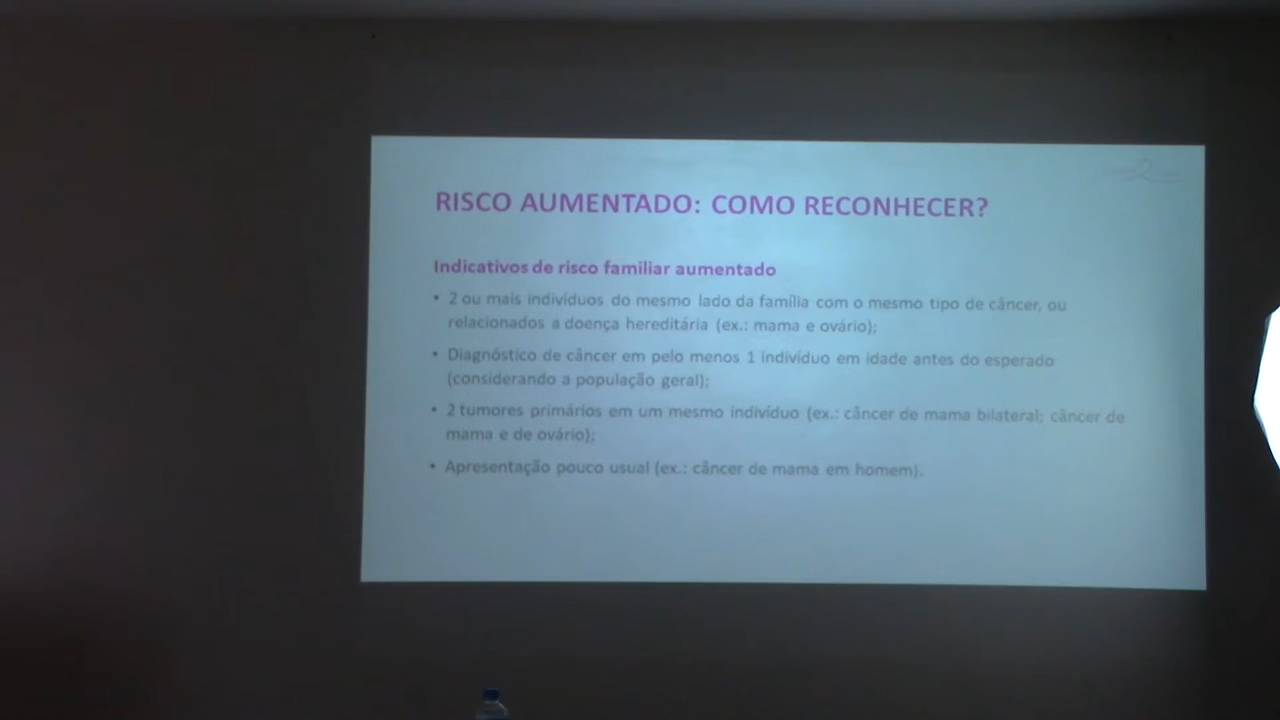 RISCO AUMENTADO: COMO RECONHECER?
Indicativos de risco familiar aumentado
• 2 ou mais indivíduos do mesmo lado da família com o mesmo tipo de câncer, ou
relacionados a doença hereditária (ex.: mama e ovário);
• Diagnóstico de câncer em pelo menos 1 indivíduo em idade antes do esperado
(considerando a população geral);
• 2 tumores primários em um mesmo indivíduo (ex.: câncer de mama bilateral; câncer de
mama e de ovário);
• Apresentação pouco usual (ex.: câncer de mama em homem).